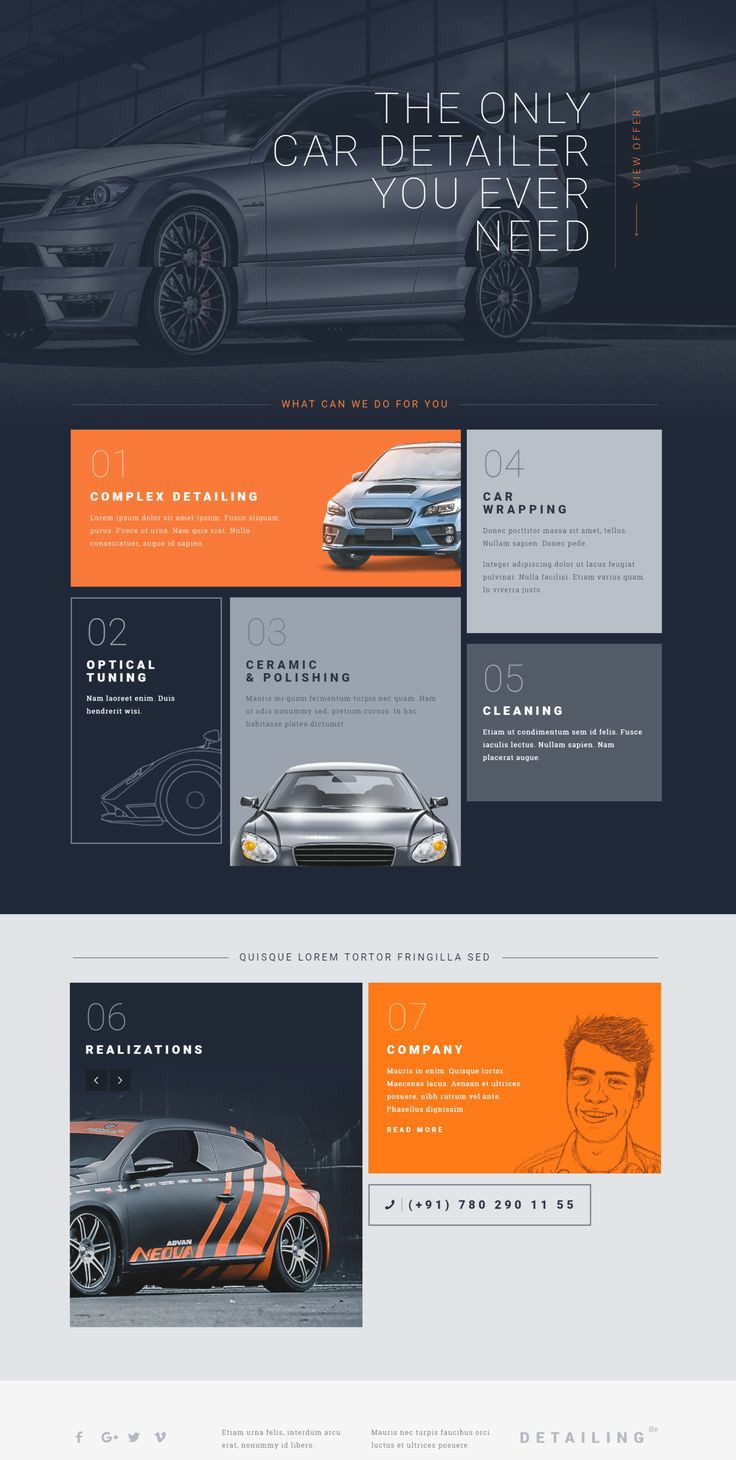 THE ONLY
CAR DETAILER
YOU EVER
NEED
VIEW OFFER
WHAT CAN WE DO FOR YOU
01
COMPLEX DETAILING
Lorem ipsum dolor sit amet ipsum. Fusce aliquam
purus. Fusce ut urna. Nam quis erat. Nulla
consectetuer, augue id sapien.
02
OPTICAL
TUNING
Nam laoreet enim. Duis
hendrerit wisi.
03
CERAMIC
& POLISHING
Mauris mi quam fermentum turpis nec quam. Nam
ut odio nonummy sed, pretium cursus. In hac
habitasse platea dictumst.
04
CAR
WRAPPING
Donec porttitor massa sit amet, tellus.
Nullam sapien. Donec pede.
Integer adipiscing dolor ut lacus feugiat
pulvinar. Nulla facilisi. Etiam varius quam.
In viverra justo.
05
CLEANING
Etiam ut condimentum sem id felis. Fusce
iaculis lectus. Nullam sapien. Nam
placerat augue.
QUISQUE LOREM TORTOR FRINGILLA SED
06
REALIZATIONS
ADVAN
NEOVA
07
COMPANY
Mauris in enim. Quisque tortor.
Maecenas lacus. Aenean et ultrices
posuere, nibh rutrum vel ante.
Phasellus dignissim.
READ MORE
(+91) 780 290 11 55
Etiam urna felis, interdum arcu
erat, nonummy id libero.
Mauris nec turpis faucibus orci
luctus et ultrices posuere.
DETAILING Be